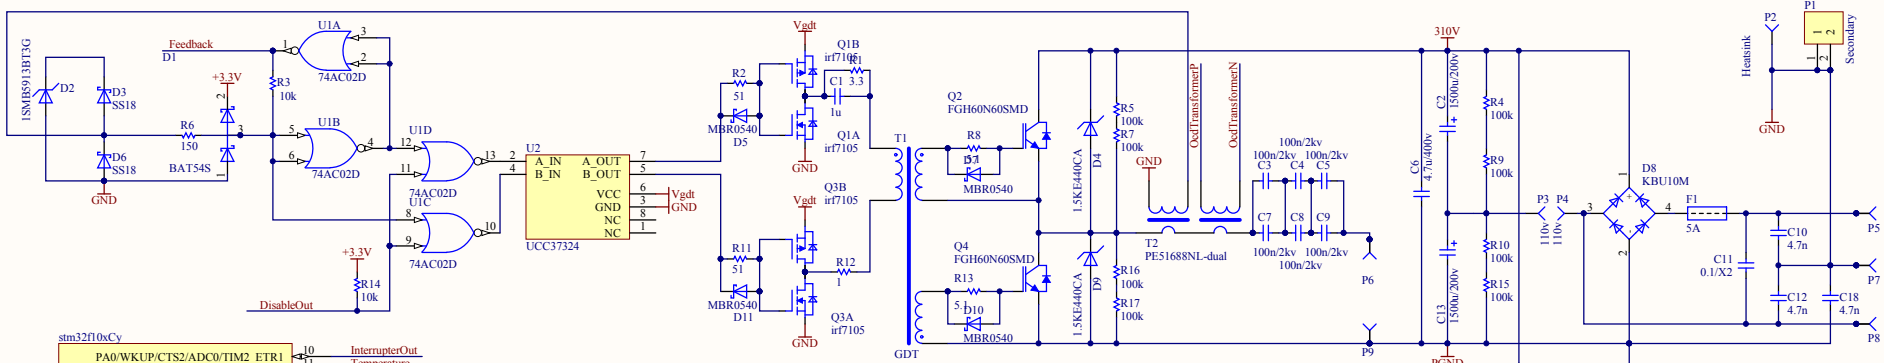 Feedback
D1
1
U1A
3
2
74AC02D
1SMB5913BT3G
D2
D3
SS18
D6
SS18
GND
+3.3V
2
3
1
BAT54S
R6
150
R3
10k
U1B
5
6
4
74AC02D
U1D
12
11
13
74AC02D
U1C
8
9
10
74AC02D
+3.3V
R14
10k
DisableOut
stm32f10xCy
PA0/WKUP/CTS2/ADC0/TIM2_ETR1
10
InterrupterOut
U2
2
4
A_IN
B_IN
A_OUT
B_OUT
VCC
GND
NC
NC
7
5
6
3
8
1
Vgdt
GND
UCC37324
R2
51
MBR0540
D5
R11
51
MBR0540
D11
Vgdt
Q1B
irf7105
R1
3.3
C1
1u
Q1A
irf7105
GND
Q3B
irf7105
Vgdt
R12
1
Q3A
irf7105
GND
T1
GDT
Q2
FGH60N60SMD
R8
5.1
D7
MBR0540
Q4
FGH60N60SMD
R13
5.1
D10
MBR0540
1.5KE440CA
D4
1.5KE440CA
D9
R5
100k
R7
100k
R16
100k
R17
100k
GND
OcdTransformerP
OcdTransformerN
T2
PE51688NL-dual
100n/2kv
100n/2kv
100n/2kv
C3
C4
C5
C7
C8
C9
100n/2kv
100n/2kv
100n/2kv
P6
P9
310V
C6
4.7u/400v
C2
1500u/200v
C13
1500u/200v
R4
100k
R9
100k
R10
100k
R15
100k
PGND
P3
P4
110v
110v
D8
KBU10M
1
3
4
2
F1
5A
C11
0.1/X2
C10
4.7n
C12
4.7n
C18
4.7n
P5
P7
P8
P2
Heatsink
GND
P1
1
2
1
2
Secondary